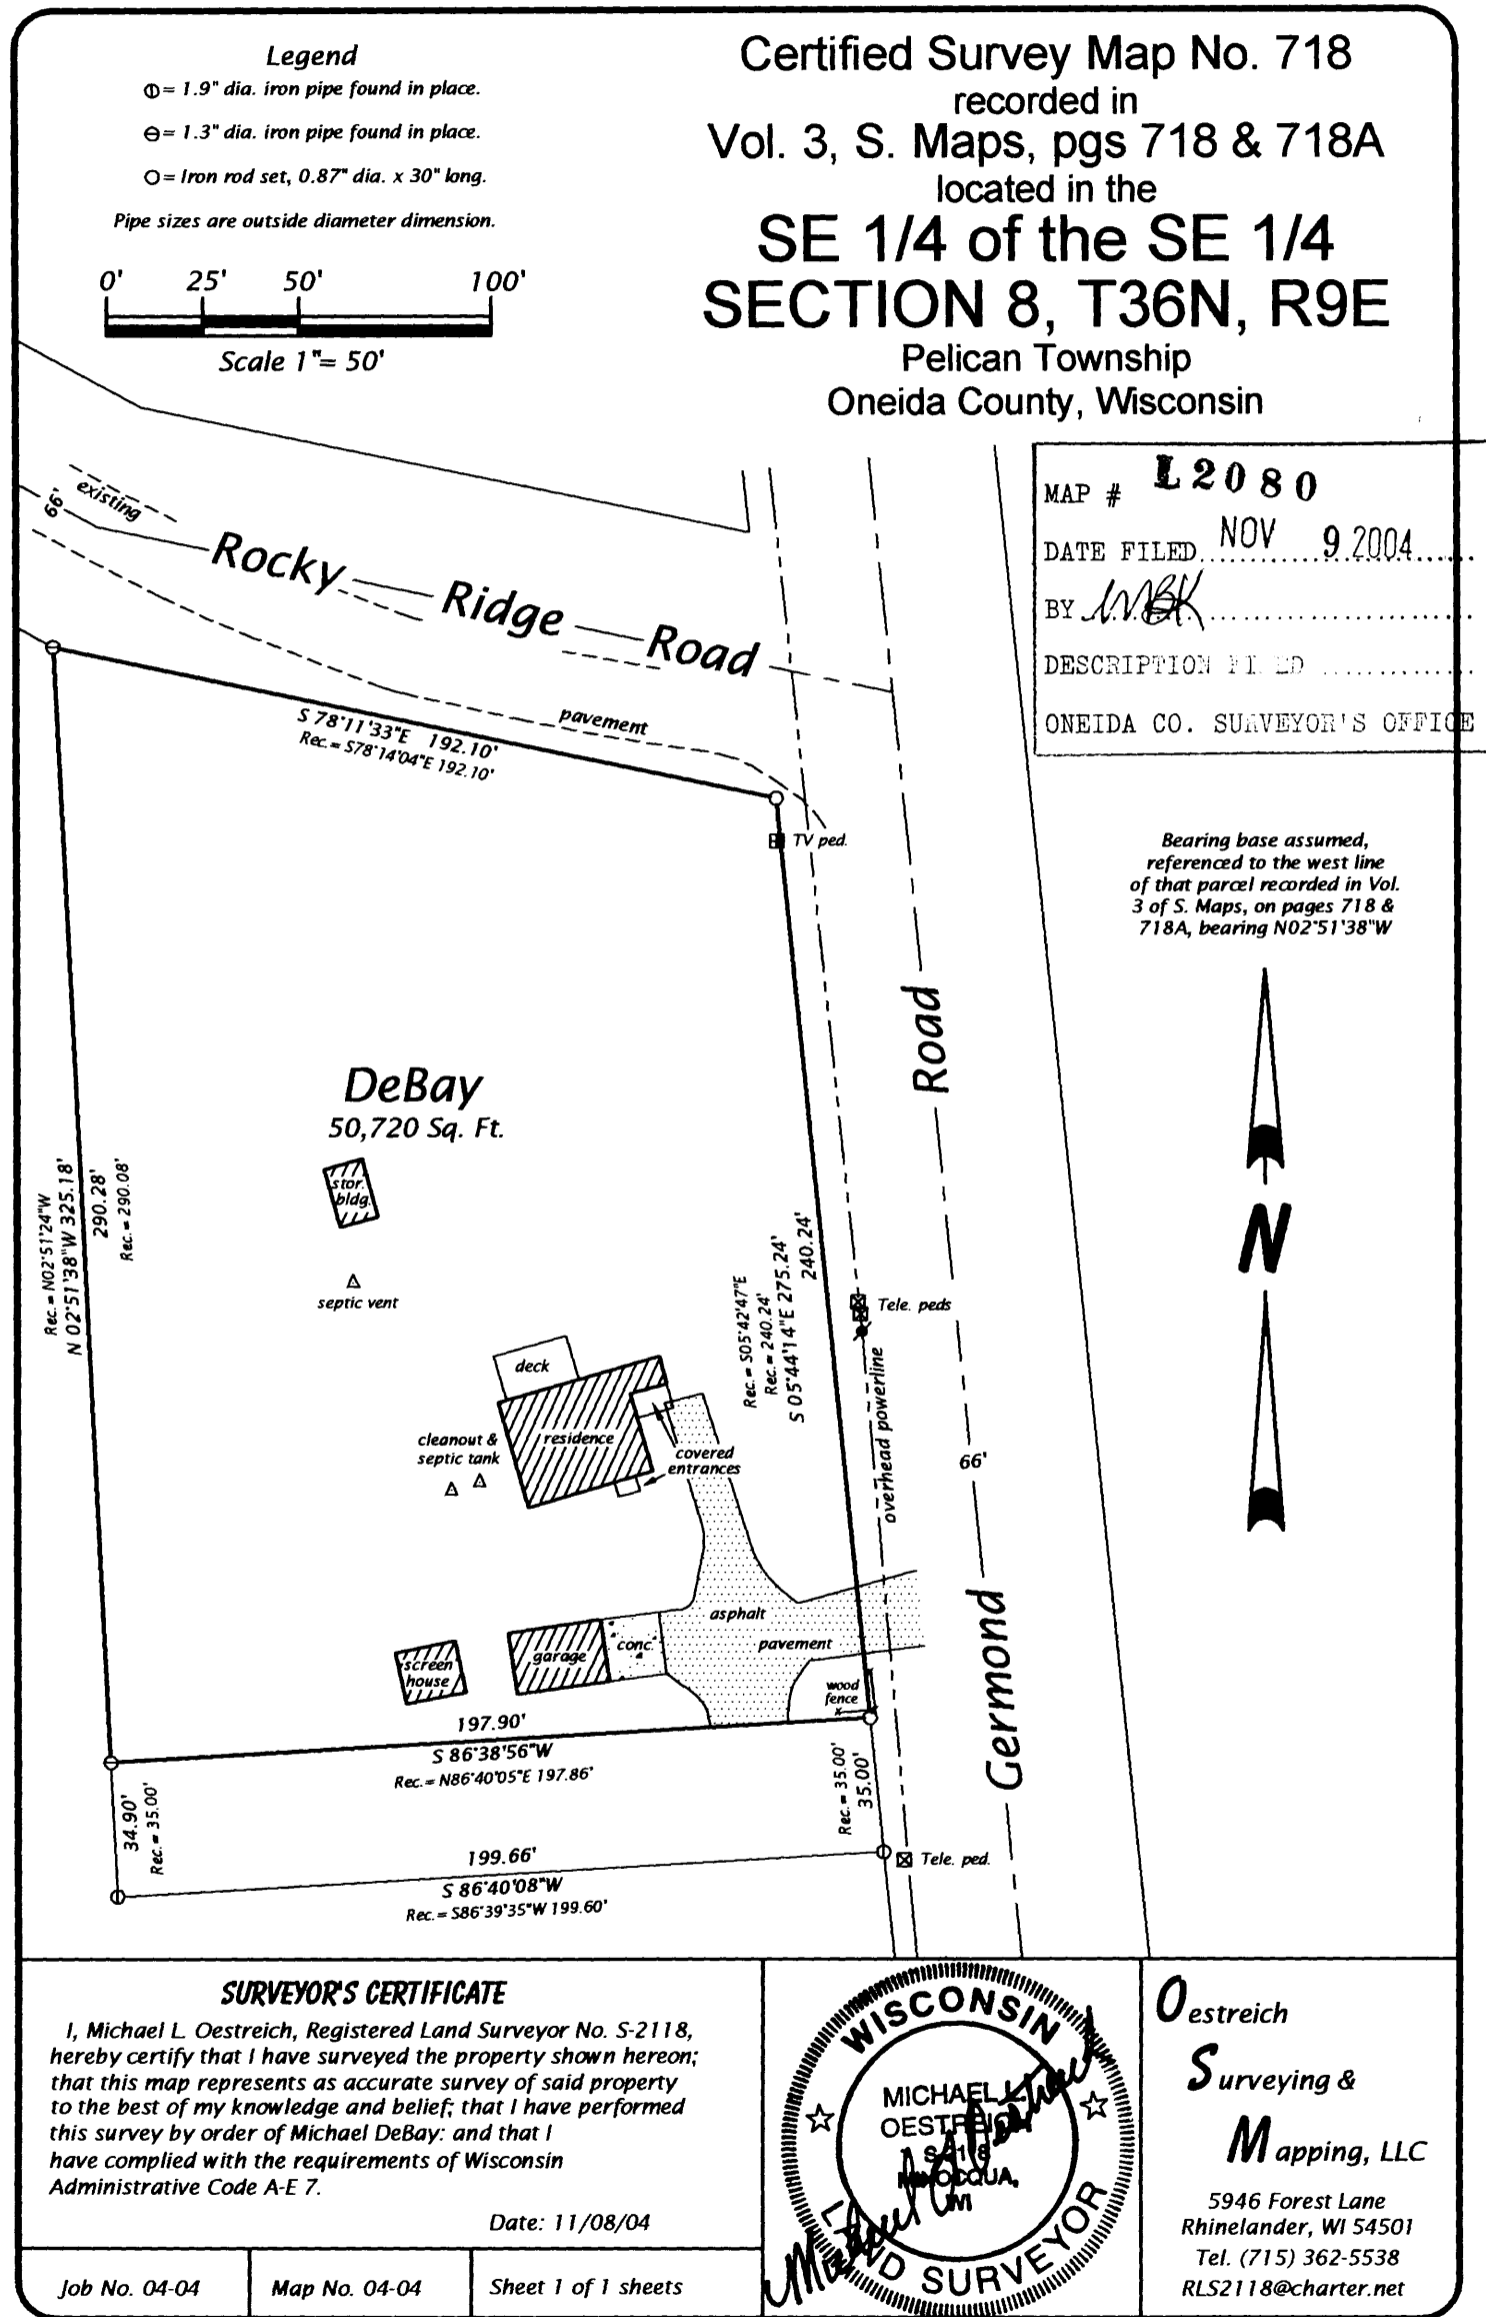 Legend
= 1.9" dia. iron pipe found in place.
= 1.3" dia. iron pipe found in place.
= Iron rod set, 0.87" dia. x 30" long.
Pipe sizes are outside diameter dimension.
0' 25' 50' 100'
Scale 1"= 50'
Certified Survey Map No. 718
recorded in
Vol. 3, S. Maps, pgs 718 & 718A
located in the
SE 1/4 of the SE 1/4
SECTION 8, T36N, R9E
Pelican Township
Oneida County, Wisconsin
MAP # L2080
DATE FILED NOV 9 2004
BY
DESCRIPTION FILED
ONEIDA CO. SURVEYOR'S OFFICE
66'
existing
Rocky Ridge Road
pavement
S 78°11'33"E 192.10'
Rec.= S78°14'04"E 192.10'
TV ped.
Bearing base assumed,
referenced to the west line
of that parcel recorded in Vol.
3 of S. Maps, on pages 718 &
718A, bearing N02°51'38"W
N
DeBay
50,720 Sq. Ft.
stor.
bldg.
septic vent
Rec.= N02°51'24"W
N 02°51'38"W 325.18'
290.28'
Rec.= 290.08'
Rec.= S05°42'47"E
Rec.= 240.24'
S 05°44'14"E 275.24'
240.24'
Tele. peds
overhead powerline
66'
Germond Road
deck
residence
cleanout &
septic tank
covered
entrances
asphalt
pavement
conc.
garage
screen
house
wood
fence
x
197.90'
S 86°38'56"W
Rec.= N86°40'05"E 197.86'
34.90'
Rec.= 35.00'
Rec.= 35.00'
35.00'
199.66'
S 86°40'08"W
Rec.= S86°39'35"W 199.60'
Tele. ped.
SURVEYOR'S CERTIFICATE
I, Michael L. Oestreich, Registered Land Surveyor No. S-2118,
hereby certify that I have surveyed the property shown hereon;
that this map represents as accurate survey of said property
to the best of my knowledge and belief; that I have performed
this survey by order of Michael DeBay: and that I
have complied with the requirements of Wisconsin
Administrative Code A-E 7.
Date: 11/08/04
Job No. 04-04
Map No. 04-04
Sheet 1 of 1 sheets
WISCONSIN
MICHAEL L.
OESTREICH
S-2118
MINOCQUA,
WI
LAND SURVEYOR
Oestreich
Surveying &
Mapping, LLC
5946 Forest Lane
Rhinelander, WI 54501
Tel. (715) 362-5538
RLS2118@charter.net